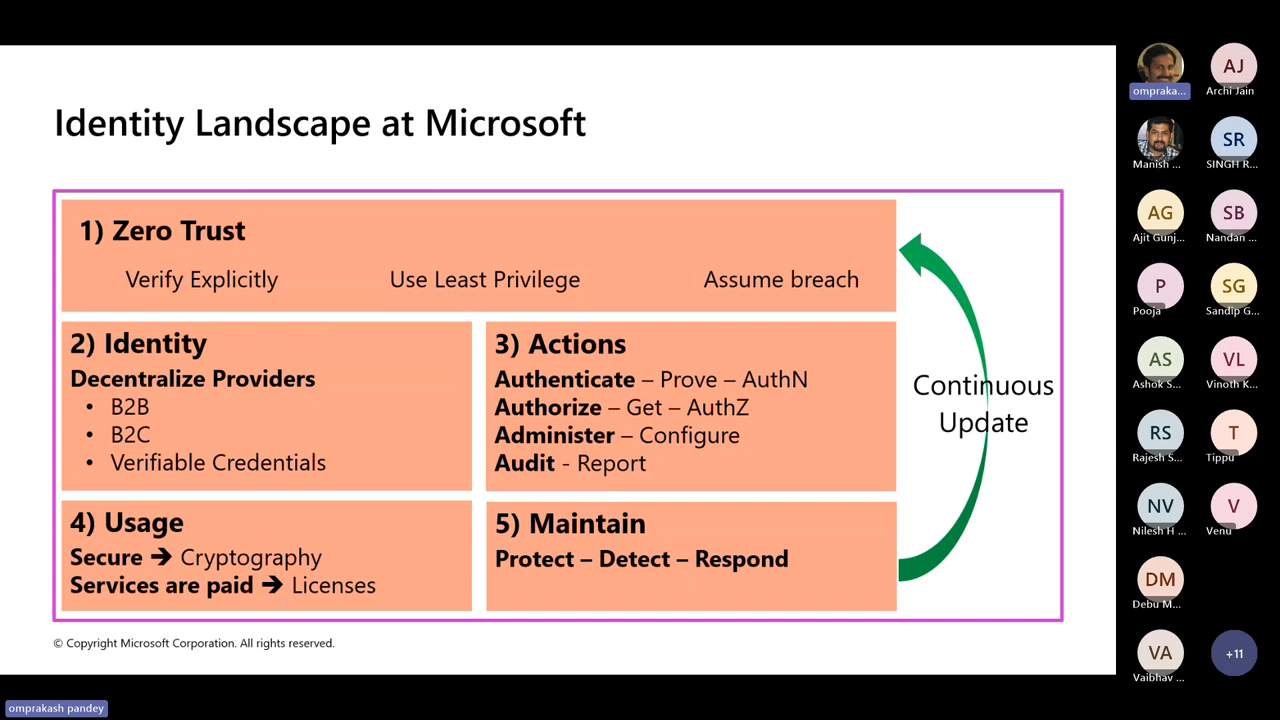 Identity Landscape at Microsoft
1) Zero Trust
Verify Explicitly Use Least Privilege Assume breach
2) Identity
Decentralize Providers
• B2B
• B2C
• Verifiable Credentials
3) Actions
Authenticate – Prove – AuthN
Authorize – Get – AuthZ
Administer – Configure
Audit - Report
Continuous
Update
4) Usage
Secure ➔ Cryptography
Services are paid ➔ Licenses
5) Maintain
Protect – Detect – Respond
© Copyright Microsoft Corporation. All rights reserved.
omprakash pandey
ompraka...
AJ
Archi Jain
Manish ...
SR
SINGH R...
AG
Ajit Gunj...
SB
Nandan ...
P
Pooja
SG
Sandip G...
AS
Ashok S...
VL
Vinoth K...
RS
Rajesh S...
T
Tippu
NV
Nilesh H ...
V
Venu
DM
Debu M...
VA
Vaibhav ...
+11